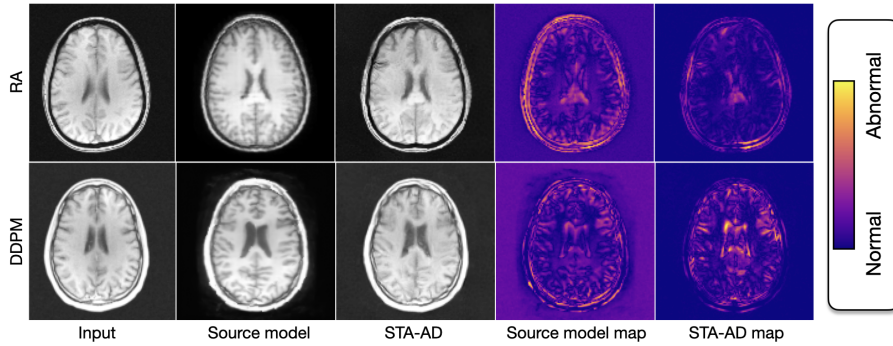 RA
DDPM
Input
Source model
STA-AD
Source model map
STA-AD map
Abnormal
Normal